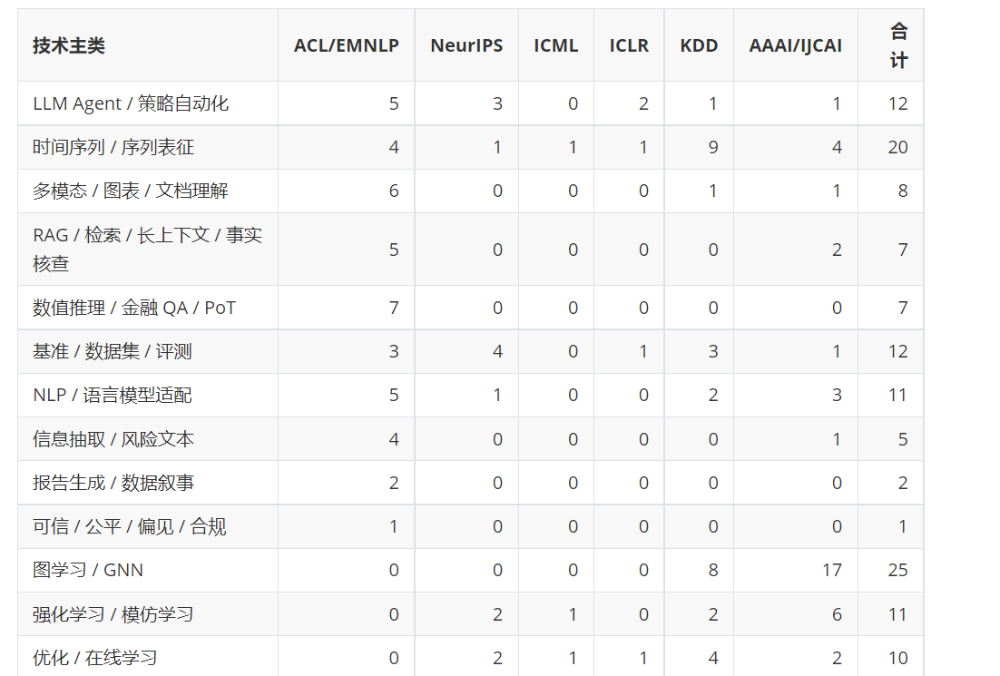 技术主类 ACL/EMNLP NeurIPS ICML ICLR KDD AAAI/IJCAI 合计
LLM Agent / 策略自动化 5 3 0 2 1 1 12
时间序列 / 序列表征 4 1 1 1 9 4 20
多模态 / 图表 / 文档理解 6 0 0 0 1 1 8
RAG / 检索 / 长上下文 / 事实
核查 5 0 0 0 0 2 7
数值推理 / 金融 QA / PoT 7 0 0 0 0 0 7
基准 / 数据集 / 评测 3 4 0 1 3 1 12
NLP / 语言模型适配 5 1 0 0 2 3 11
信息抽取 / 风险文本 4 0 0 0 0 1 5
报告生成 / 数据叙事 2 0 0 0 0 0 2
可信 / 公平 / 偏见 / 合规 1 0 0 0 0 0 1
图学习 / GNN 0 0 0 0 8 17 25
强化学习 / 模仿学习 0 2 1 0 2 6 11
优化 / 在线学习 0 2 1 1 4 2 10